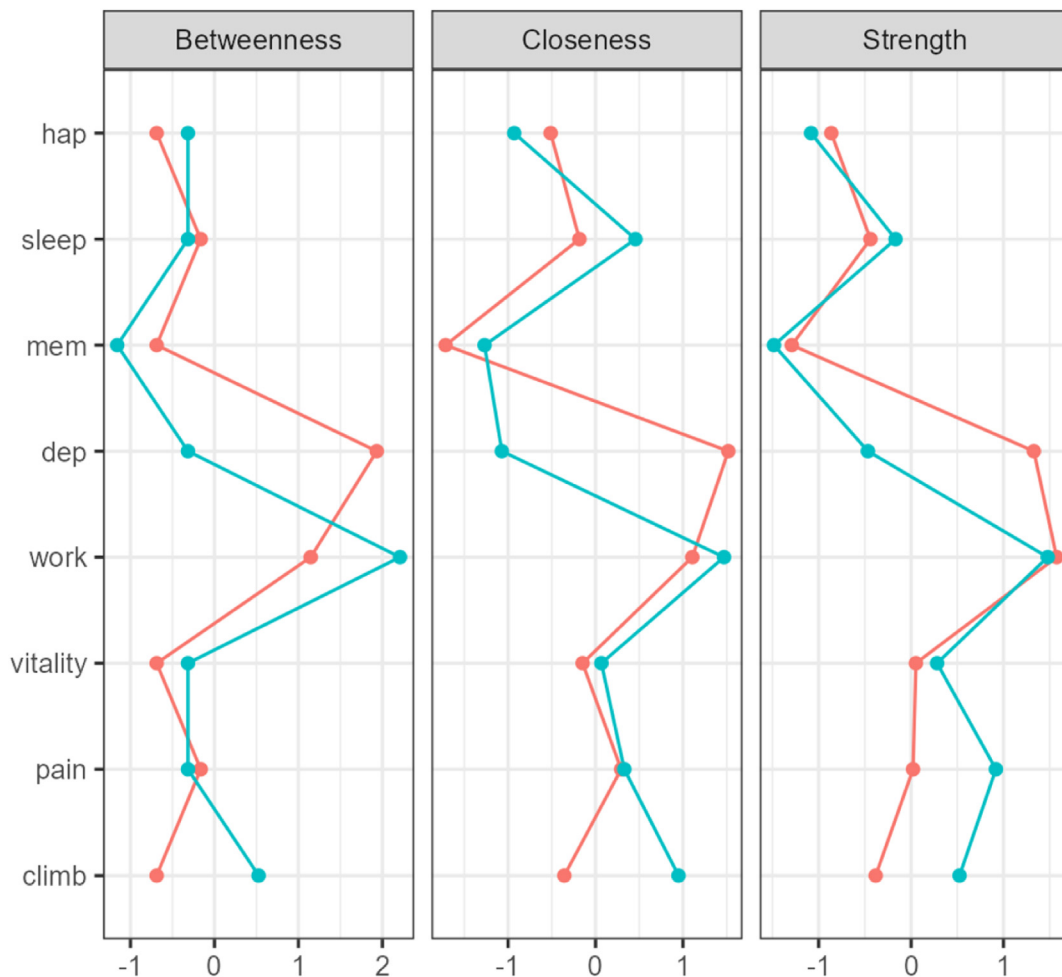 Betweenness Closeness Strength
hap
sleep
mem
dep
work
vitality
pain
climb
-1 0 1 2 -1 0 1 -1 0 1